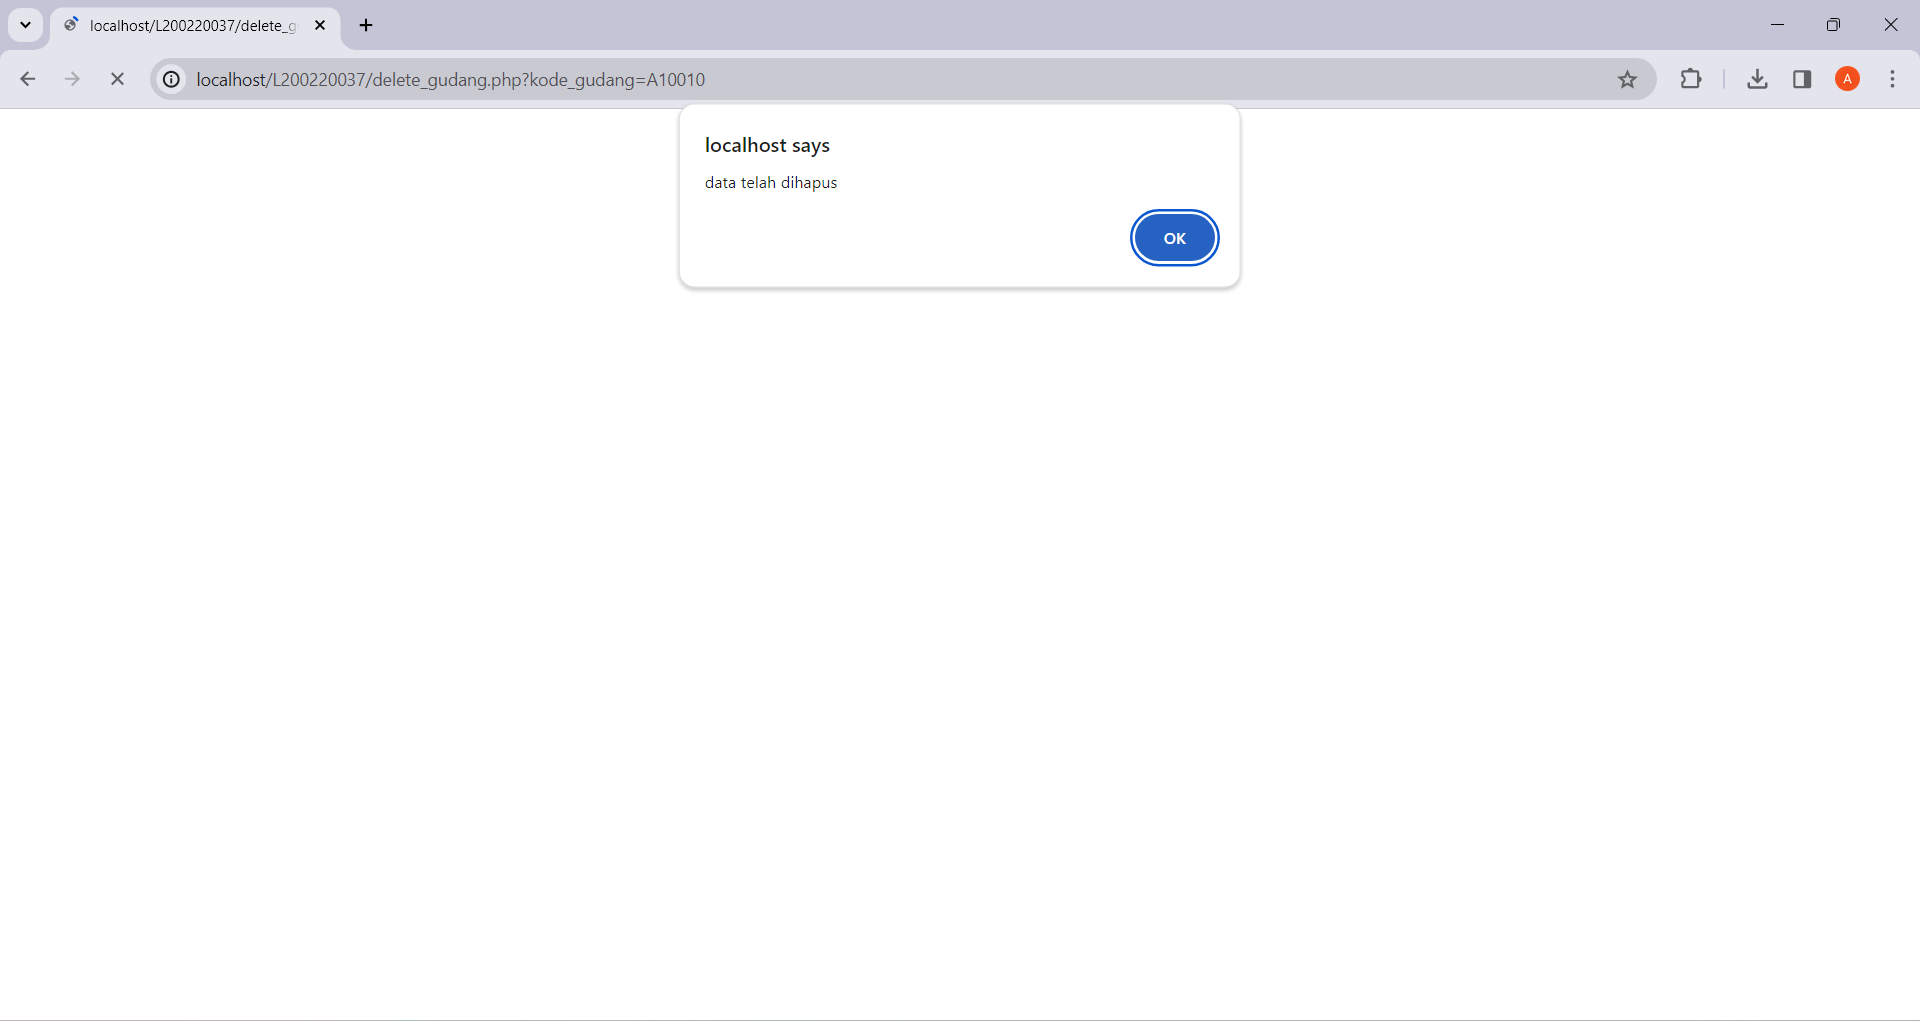 localhost/L200220037/delete_g
localhost/L200220037/delete_gudang.php?kode_gudang=A10010
A
localhost says
data telah dihapus
OK